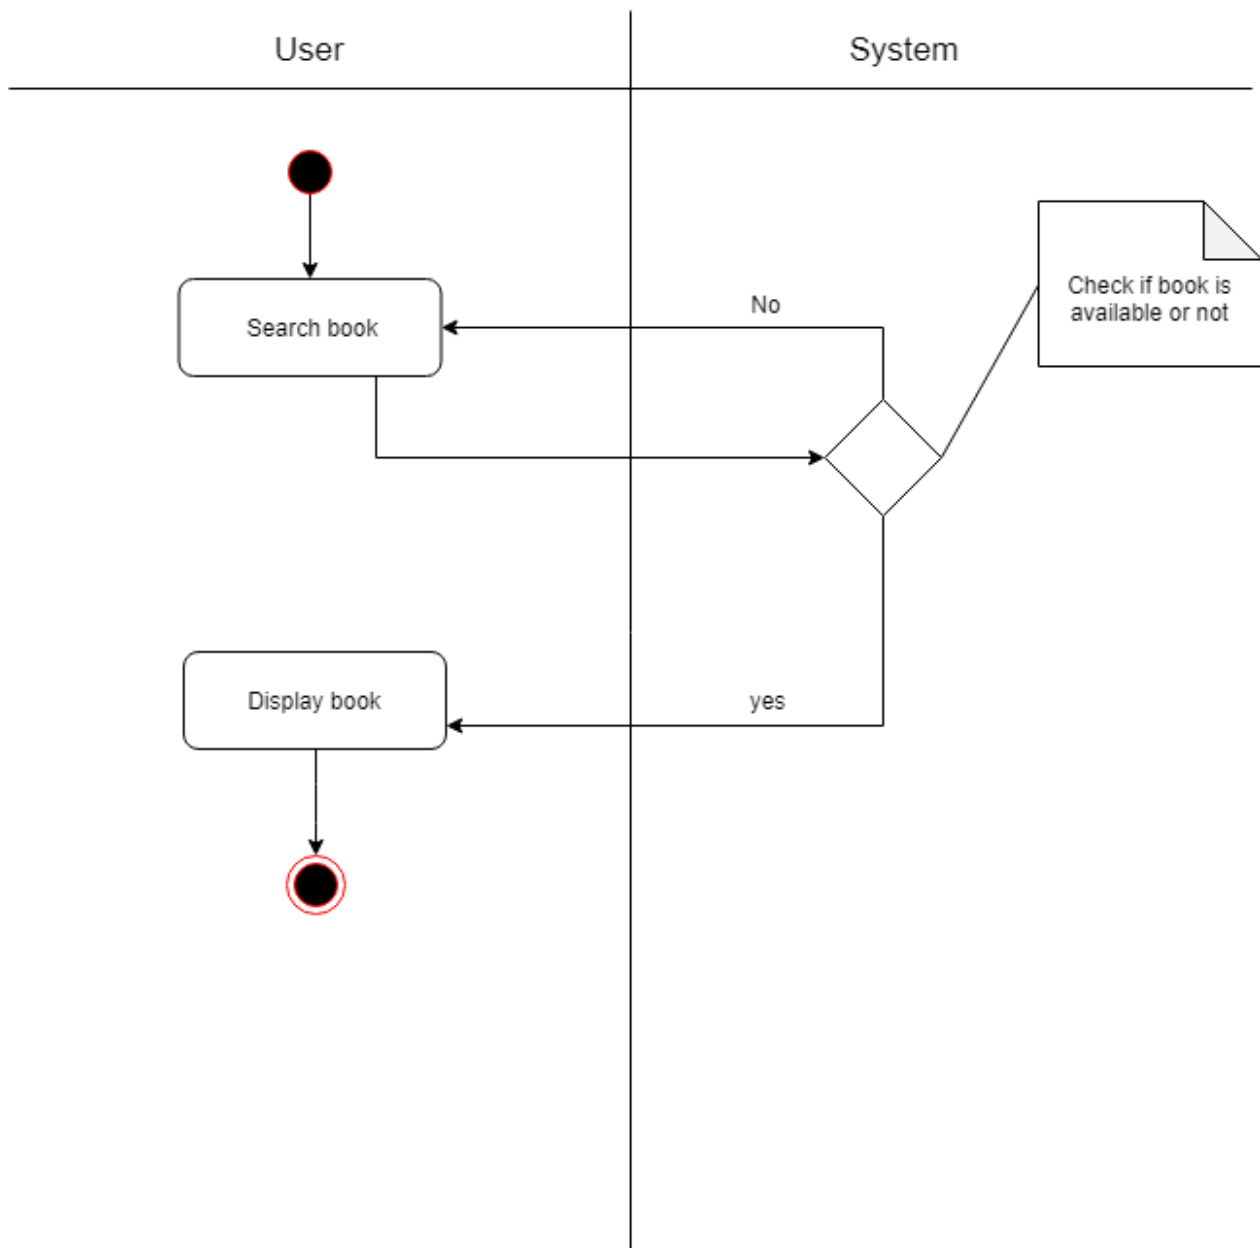 User
System
Check if book is
available or not
No
Search book
Display book
yes